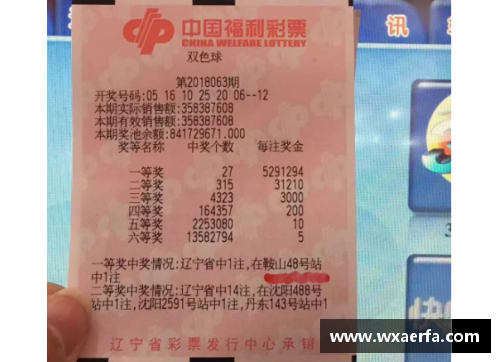 中国福利彩票
CHINA WELFARE LOTTERY
讯
双色球
第2018063期
开奖号码:05 16 10 25 20 06--12
本期实际销售额:358387608
本期有效销售额:358387608
本期奖池余额:841729671.000
奖等名称 中奖个数 每注奖金
一等奖 27 5291294
二等奖 315 31210
三等奖 4323 3000
四等奖 164357 200
五等奖 2253080 10
六等奖 13582794 5
一等奖中奖情况:辽宁省中1注,在鞍山48号站
中1注
二等奖中奖情况:辽宁中14注,在沈阳488号
站中1注,沈阳2591号站中1注,丹东143号站中1
辽宁省彩票发行中心承销
www.wxaerfa.com